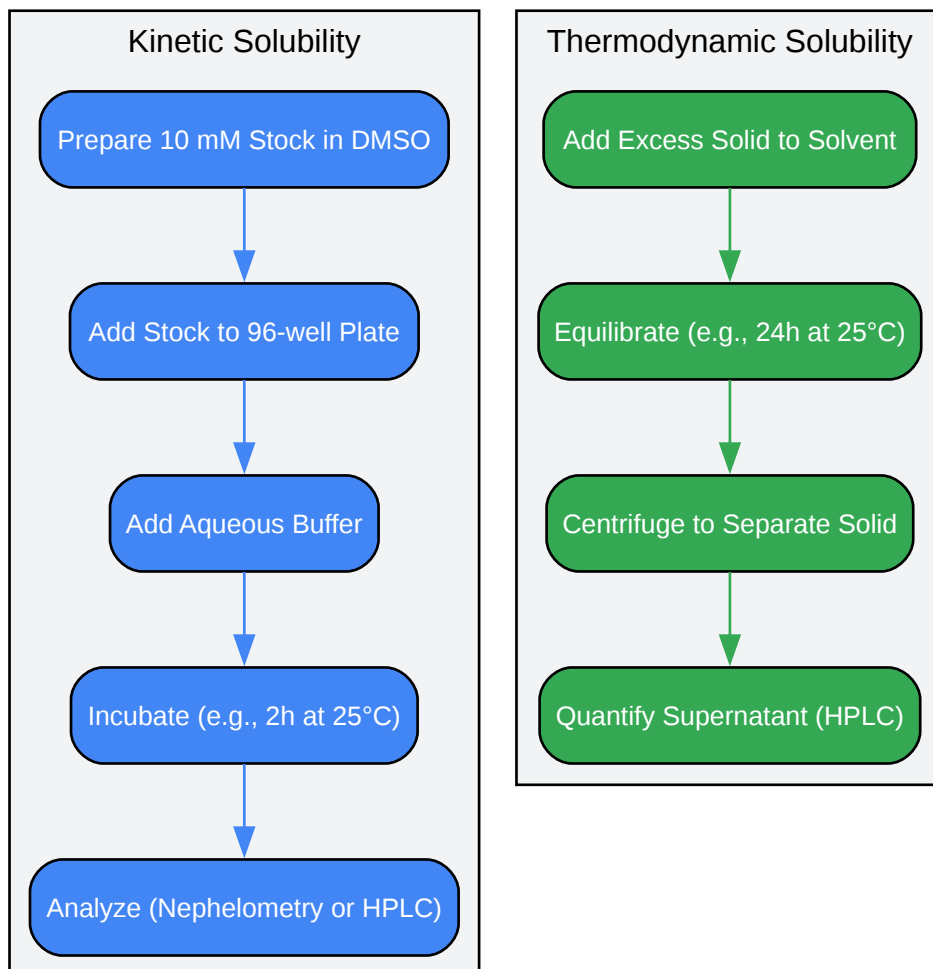 Kinetic Solubility
Prepare 10 mM Stock in DMSO
Add Stock to 96-well Plate
Add Aqueous Buffer
Incubate (e.g., 2h at 25°C)
Analyze (Nephelometry or HPLC)
Thermodynamic Solubility
Add Excess Solid to Solvent
Equilibrate (e.g., 24h at 25°C)
Centrifuge to Separate Solid
Quantify Supernatant (HPLC)